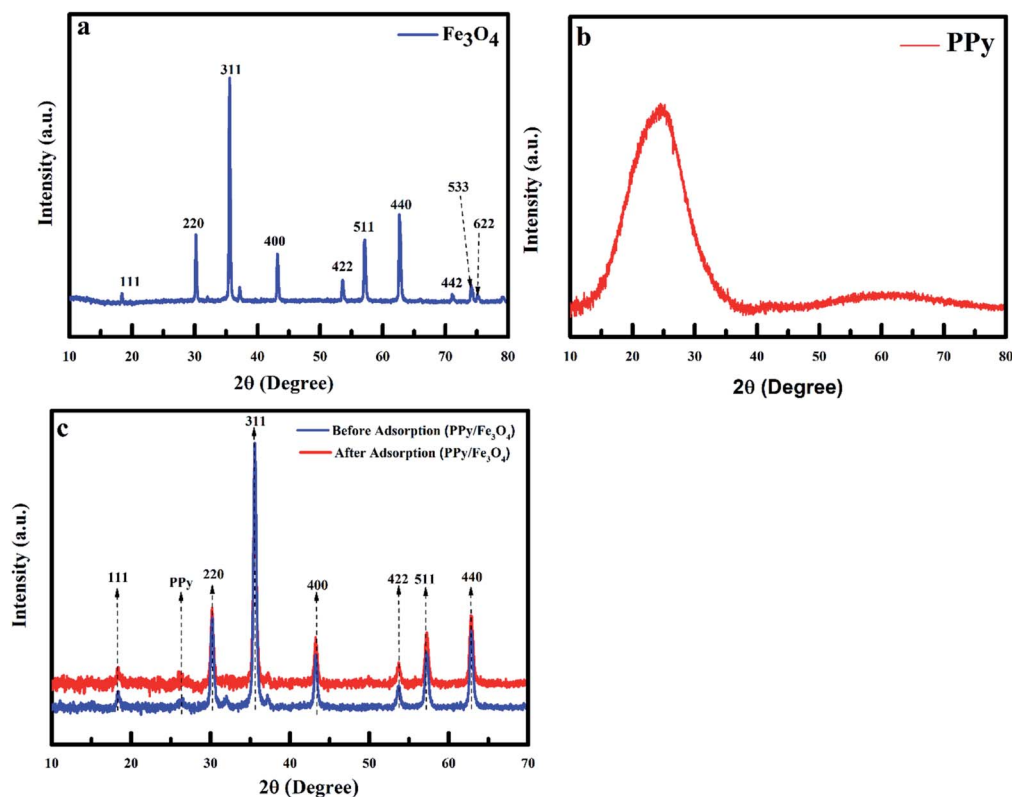 a
Fe₃O₄
311
220
440
533
511
400
622
422
111
442
Intensity (a.u.)
10 20 30 40 50 60 70 80
2θ (Degree)
b
PPy
Intensity (a.u.)
10 20 30 40 50 60 70 80
2θ (Degree)
c
311
Before Adsorption (PPy/Fe₃O₄)
After Adsorption (PPy/Fe₃O₄)
111 PPy 220 400 422 511 440
Intensity (a.u.)
10 20 30 40 50 60 70
2θ (Degree)